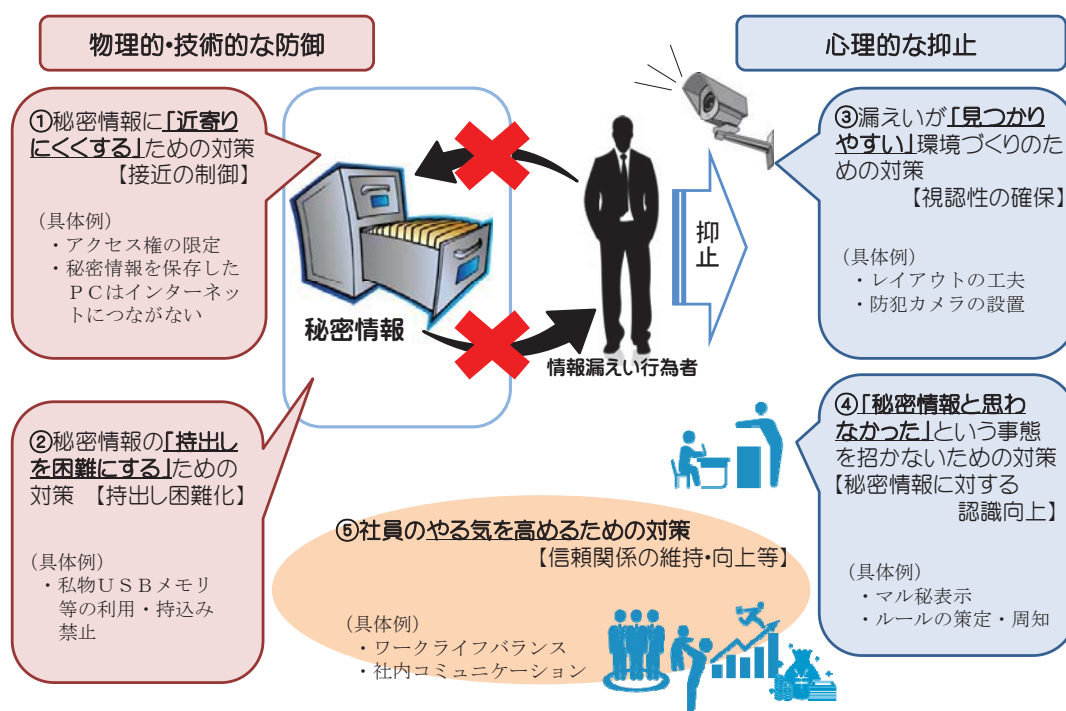 物理的・技術的な防御
心理的な抑止
①秘密情報に「近寄り
にくくする」ための対策
【接近の制御】
（具体例）
・アクセス権の限定
・秘密情報を保存した
ＰＣはインターネッ
トにつながない
②秘密情報の「持出し
を困難にする」ための
対策 【持出し困難化】
（具体例）
・私物ＵＳＢメモリ
等の利用・持込み
禁止
秘密情報
情報漏えい行為者
抑止
③漏えいが「見つかり
やすい」環境づくりのた
めの対策
【視認性の確保】
（具体例）
・レイアウトの工夫
・防犯カメラの設置
④「秘密情報と思わ
なかった」という事態
を招かないための対策
【秘密情報に対する
認識向上】
（具体例）
・マル秘表示
・ルールの策定・周知
⑤社員のやる気を高めるための対策
【信頼関係の維持・向上等】
（具体例）
・ワークライフバランス
・社内コミュニケーション